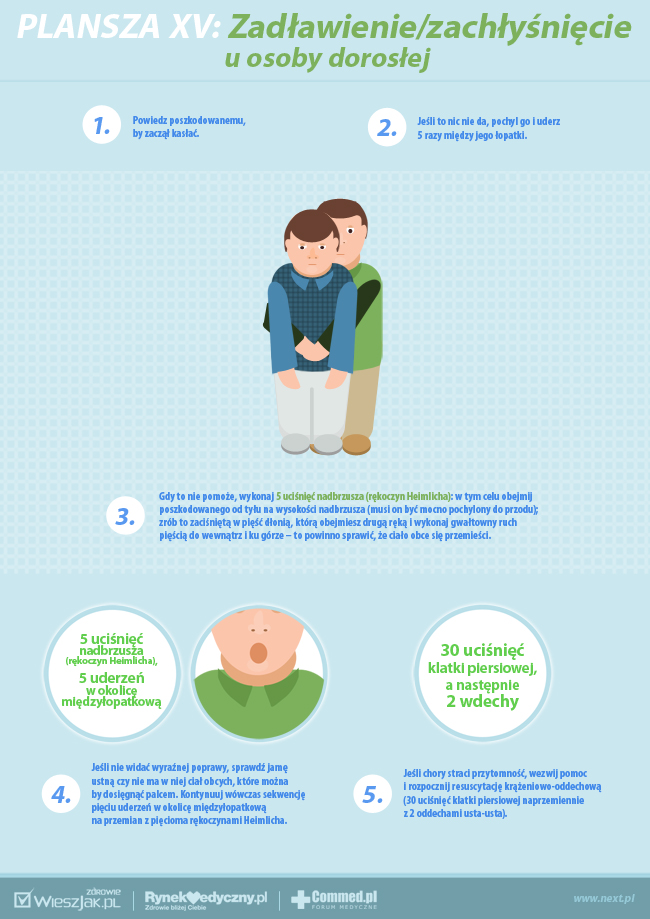 PLANSZA XV: Zadławienie/zachłyśnięcie
u osoby dorosłej
1.
Powiedz poszkodowanemu,
by zaczął kasłać.
2.
Jeśli to nic nie da, pochyl go i uderz
5 razy między jego łopatki.
3.
Gdy to nie pomoże, wykonaj 5 uciśnięć nadbrzusza (rękoczyn Heimlicha): w tym celu obejmij
poszkodowanego od tyłu na wysokości nadbrzusza (musi on być mocno pochylony do przodu);
zrób to zaciśniętą w pięść dłonią, którą obejmiesz drugą ręką i wykonaj gwałtowny ruch
pięścią do wewnątrz i ku górze – to powinno sprawić, że ciało obce się przemieści.
5 uciśnięć
nadbrzusza
(rękoczyn Heimlicha),
5 uderzeń
w okolicę
międzyłopatkową
30 uciśnięć
klatki piersiowej,
a następnie
2 wdechy
4.
Jeśli nie widać wyraźnej poprawy, sprawdź jamę
ustną czy nie ma w niej ciał obcych, które można
by dosięgnąć palcem. Kontynuuj wówczas sekwencję
pięciu uderzeń w okolicę międzyłopatkową
na przemian z pięcioma rękoczynami Heimlicha.
5.
Jeśli chory straci przytomność, wezwij pomoc
i rozpocznij resuscytację krążeniowo-oddechową
(30 uciśnięć klatki piersiowej naprzemiennie
z 2 oddechami usta-usta).
ZDROWIE
WIESZJAK.PL
RynekMedyczny.pl
Zdrowie bliżej Ciebie
Commed.pl
FORUM MEDYCZNE
www.next.pl